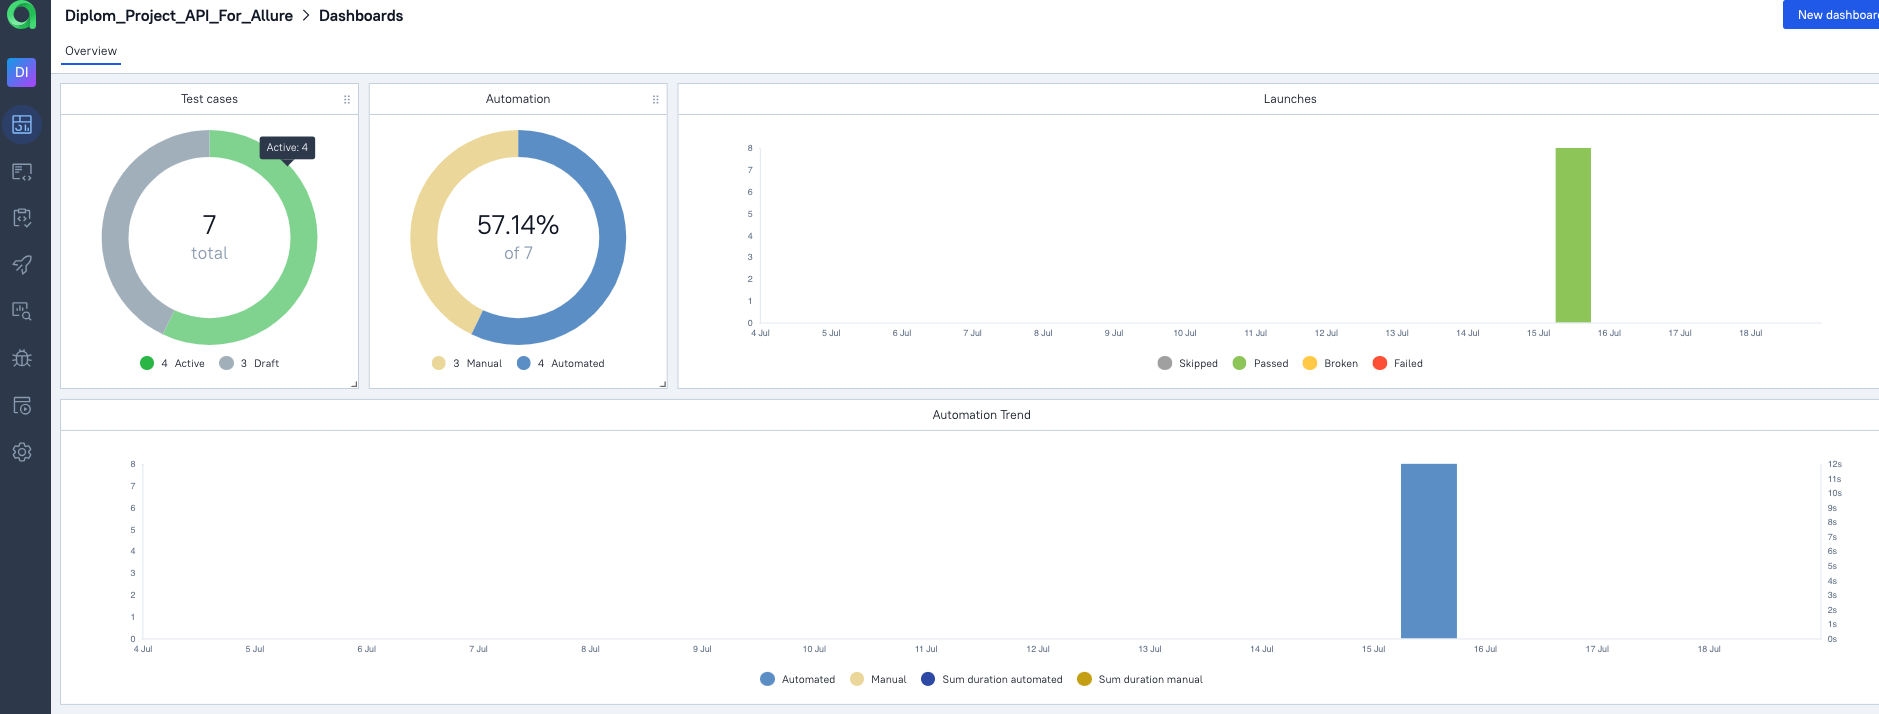 Diplom_Project_API_For_Allure > Dashboards
New dashboar
Overview
DI
Test cases
Active: 4
7
total
4 Active 3 Draft
Automation
57.14%
of 7
3 Manual 4 Automated
Launches
8
7
6
5
4
3
2
1
0
4 Jul 5 Jul 6 Jul 7 Jul 8 Jul 9 Jul 10 Jul 11 Jul 12 Jul 13 Jul 14 Jul 15 Jul 16 Jul 17 Jul 18 Jul
Skipped Passed Broken Failed
Automation Trend
8
7
6
5
4
3
2
1
0
12s
11s
10s
9s
8s
7s
6s
5s
4s
3s
2s
1s
0s
4 Jul 5 Jul 6 Jul 7 Jul 8 Jul 9 Jul 10 Jul 11 Jul 12 Jul 13 Jul 14 Jul 15 Jul 16 Jul 17 Jul 18 Jul
Automated Manual Sum duration automated Sum duration manual